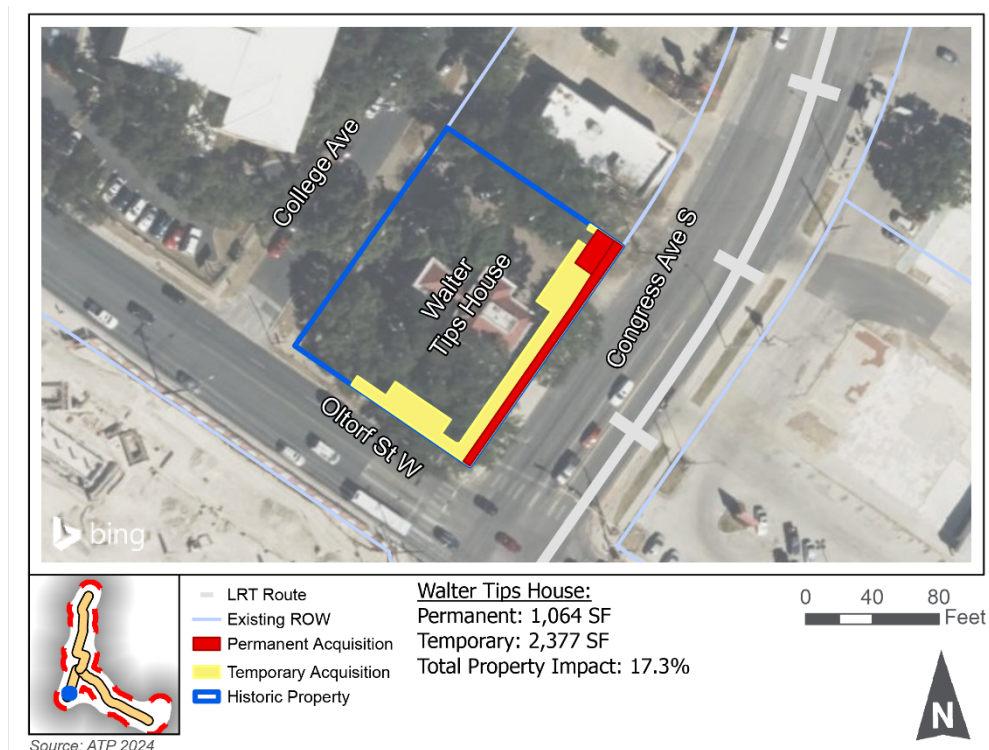 College Ave
Walter
Tips House
Congress Ave S
Oltorf St W
bing
LRT Route
Existing ROW
Permanent Acquisition
Temporary Acquisition
Historic Property
Walter Tips House:
Permanent: 1,064 SF
Temporary: 2,377 SF
Total Property Impact: 17.3%
0 40 80
Feet
N
Source: ATP 2024